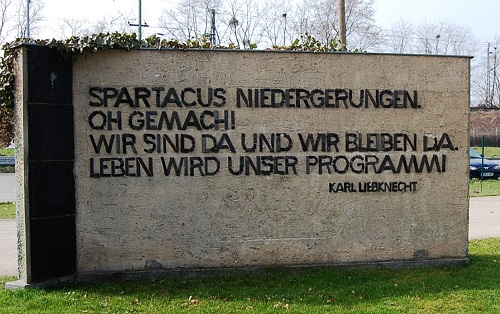 SPARTACUS NIEDERGERUNGEN.
OH GEMACH!
WIR SIND DA UND WIR BLEIBEN DA.
LEBEN WIRD UNSER PROGRAMM!
KARL LIEBKNECHT